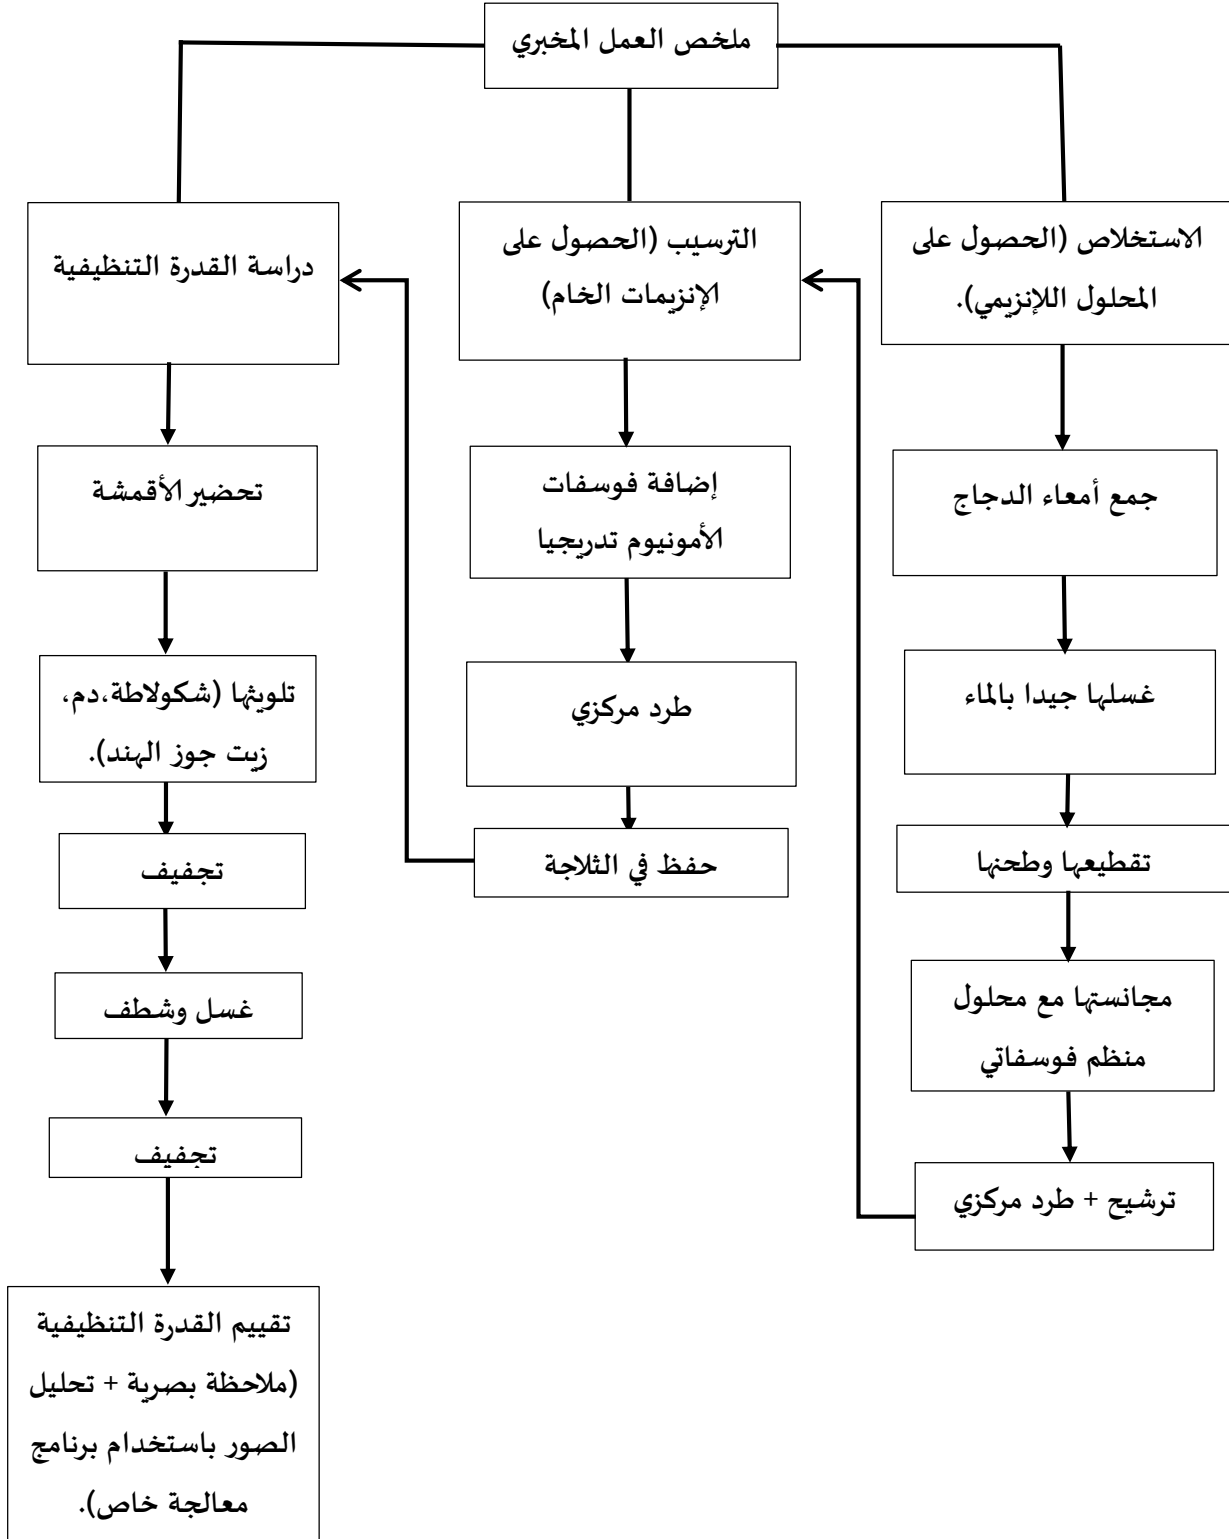 ملخص العمل المخبري
الاستخلاص (الحصول على
المحلول اللإنزيمي).
جمع أمعاء الدجاج
غسلها جيدا بالماء
تقطيعها وطحنها
مجانستها مع محلول
منظم فوسفاتي
ترشيح + طرد مركزي
الترسيب (الحصول على
الإنزيمات الخام)
إضافة فوسفات
الأمونيوم تدريجيا
طرد مركزي
حفظ في الثلاجة
دراسة القدرة التنظيفية
تحضير الأقمشة
تلويثها (شكولاطة،دم،
زيت جوز الهند).
تجفيف
غسل وشطف
تجفيف
تقييم القدرة التنظيفية
(ملاحظة بصرية + تحليل
الصور باستخدام برنامج
معالجة خاص).